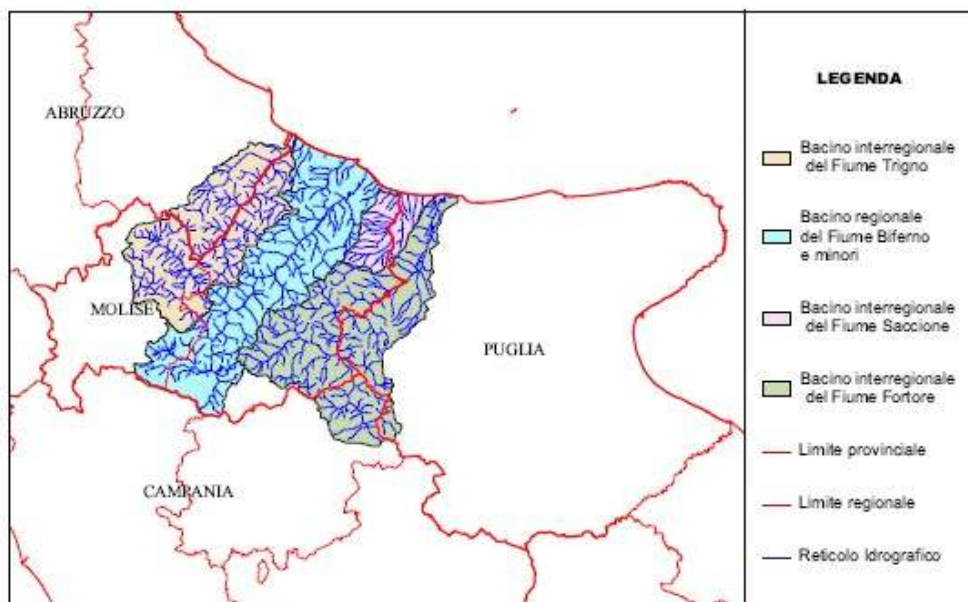 ABRUZZO
MOLISE
PUGLIA
CAMPANIA
LEGENDA
Bacino interregionale
del Fiume Trigno
Bacino regionale
del Fiume Biferno
e minori
Bacino interregionale
del Fiume Saccione
Bacino interregionale
del Fiume Fortore
Limite provinciale
Limite regionale
Reticolo Idrografico